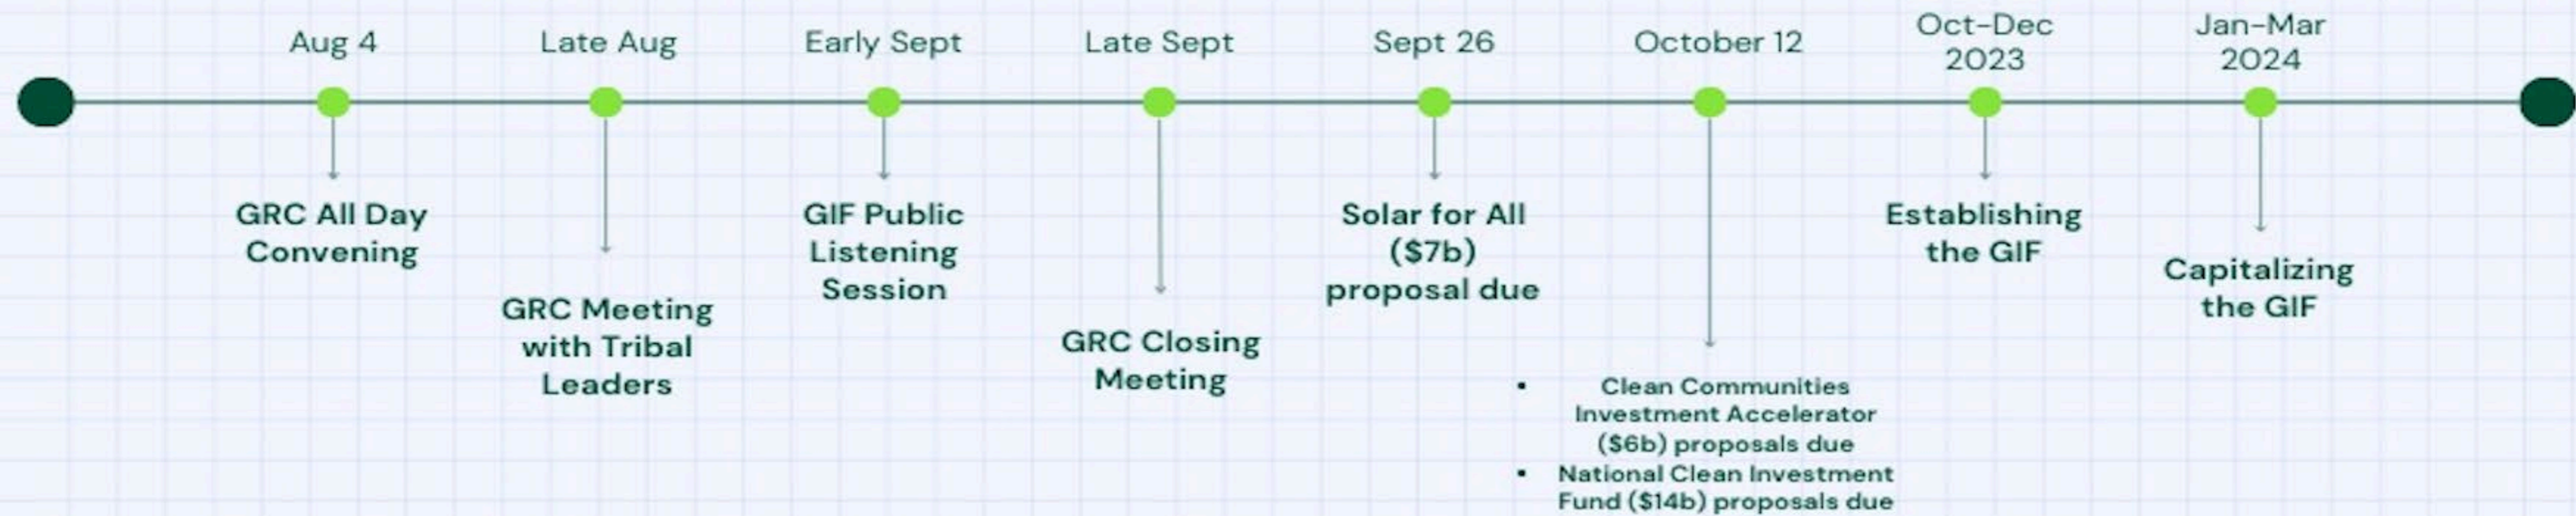 Aug 4
Late Aug
Early Sept
Late Sept
Sept 26
October 12
Oct–Dec
2023
Jan–Mar
2024
GRC All Day
Convening
GRC Meeting
with Tribal
Leaders
GIF Public
Listening
Session
GRC Closing
Meeting
Solar for All
($7b)
proposal due
▪ Clean Communities
Investment Accelerator
($6b) proposals due
▪ National Clean Investment
Fund ($14b) proposals due
Establishing
the GIF
Capitalizing
the GIF